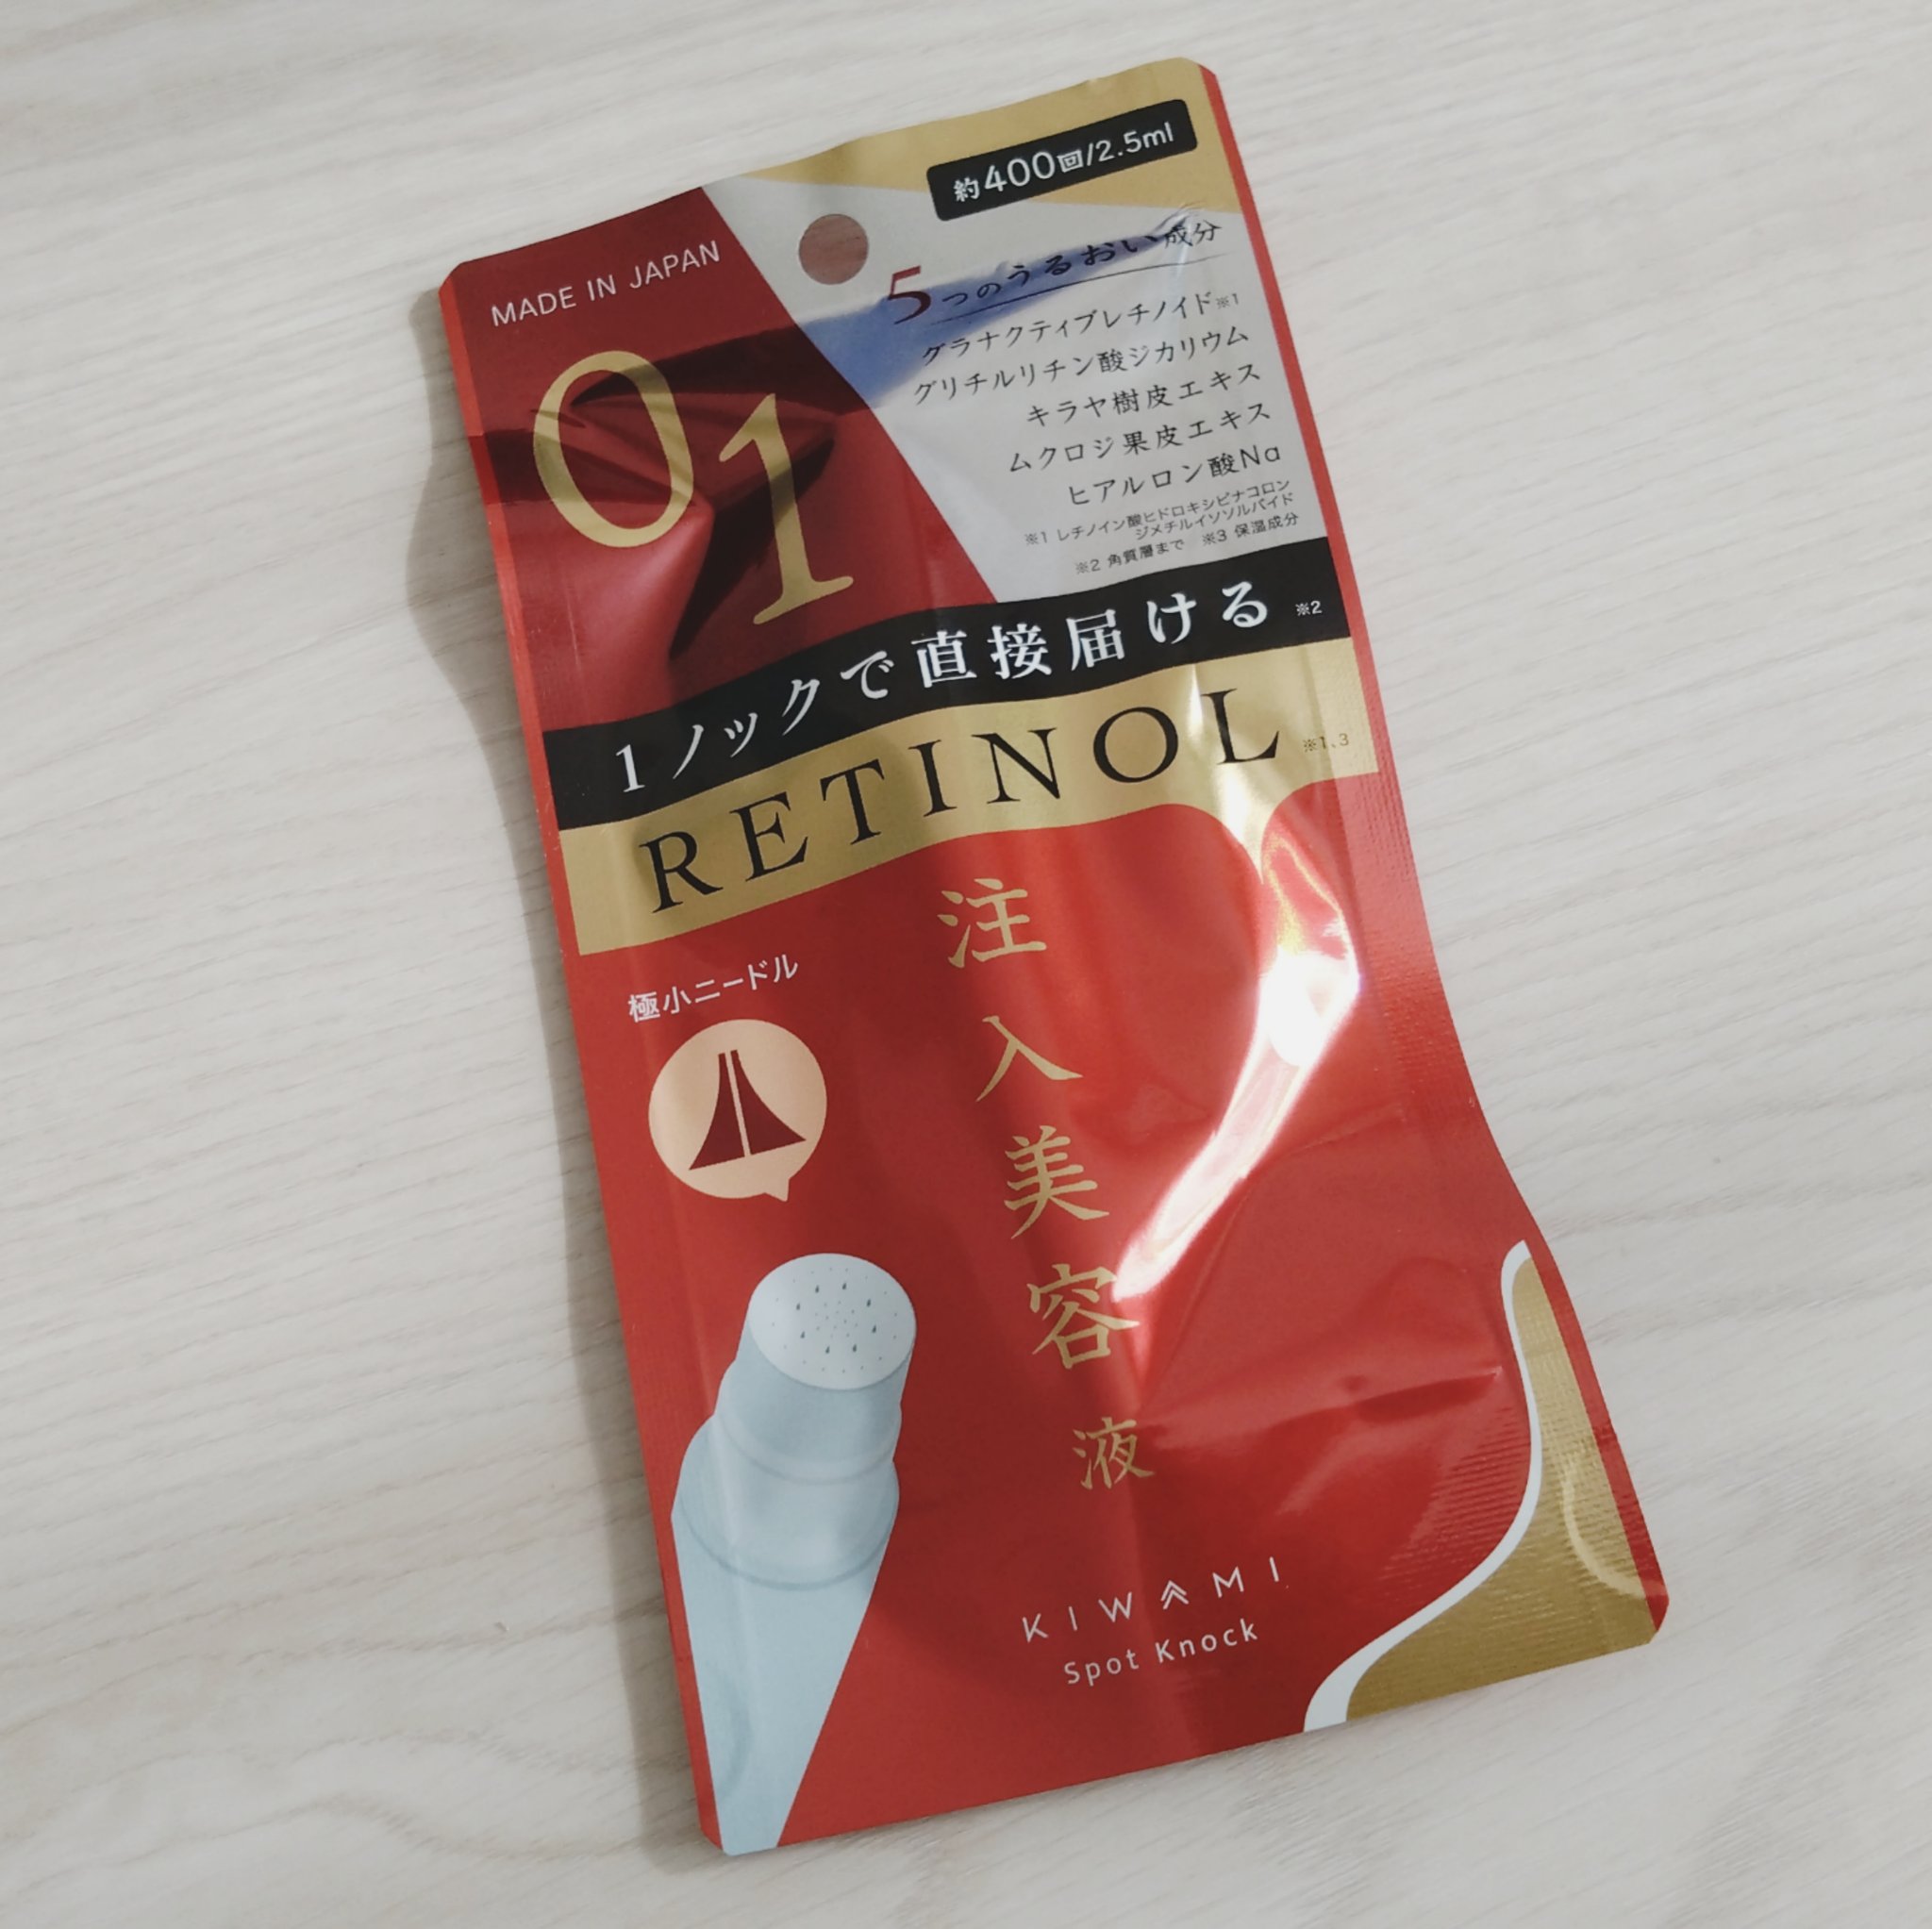 約400回/2.5ml
MADE IN JAPAN
01
5つのうるおい成分
グラナクティブレチノイド※1
グリチルリチン酸ジカリウム
キラヤ樹皮エキス
ムクロジ果皮エキス
ヒアルロン酸Na
※1 レチノイン酸ヒドロキシピナコロン
ジメチルイソソルバイド
※2 角質層まで ※3 保湿成分
1ノックで直接届ける※2
RETINOL※1、3
注入美容液
極小ニードル
KIWAMI
Spot Knock